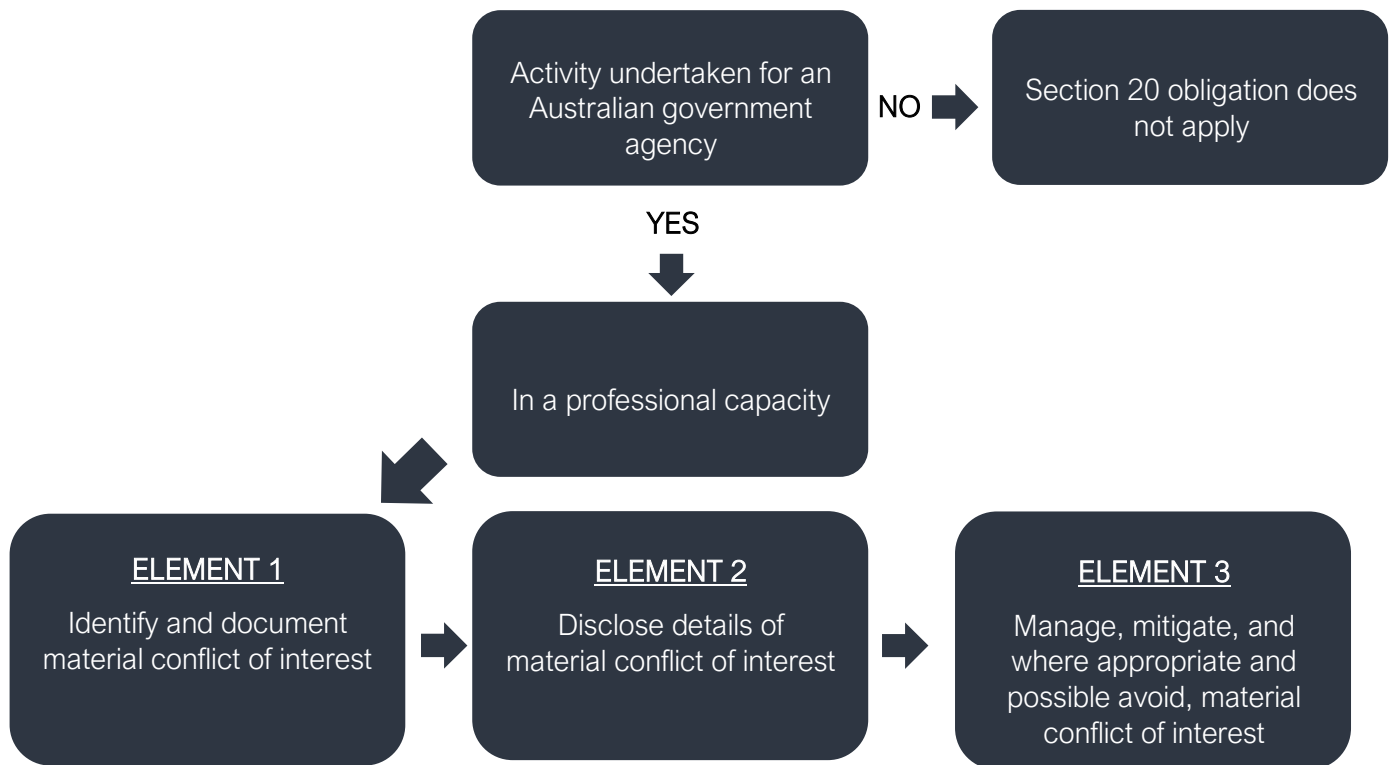 Activity undertaken for an
Australian government
agency
NO
Section 20 obligation does
not apply
YES
In a professional capacity
ELEMENT 1
Identify and document
material conflict of interest
ELEMENT 2
Disclose details of
material conflict of interest
ELEMENT 3
Manage, mitigate, and
where appropriate and
possible avoid, material
conflict of interest